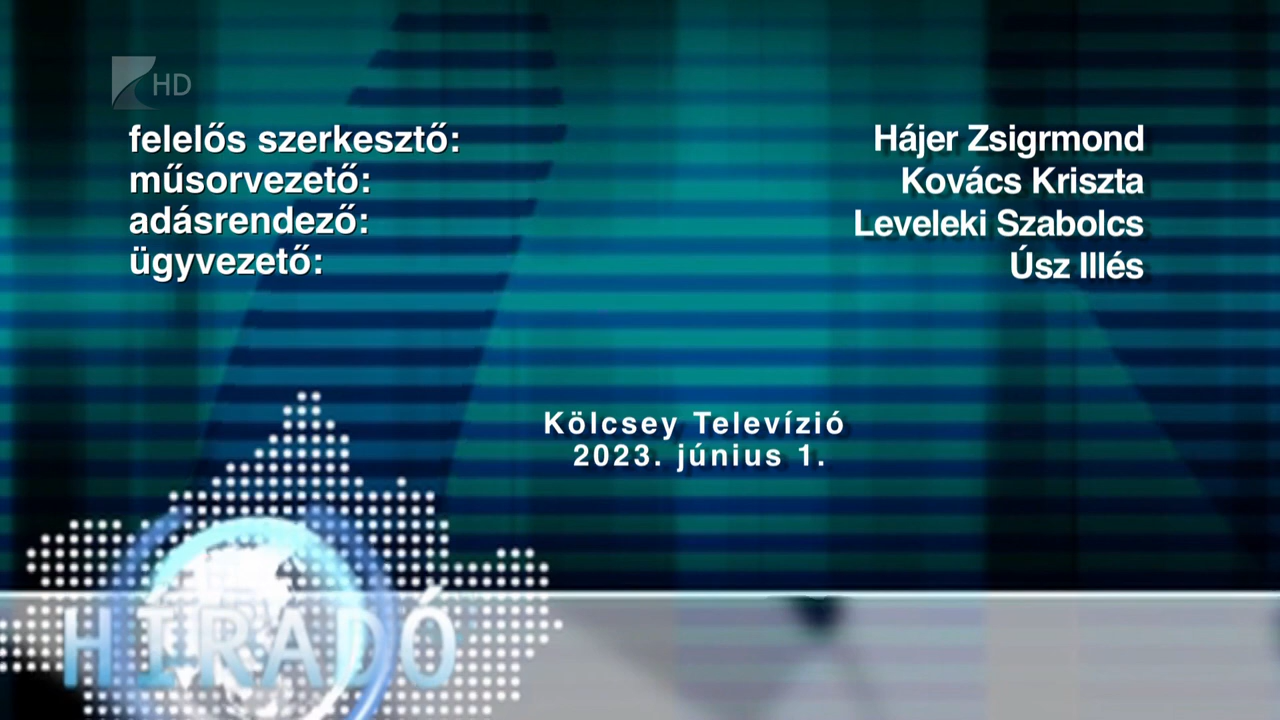 HD
felelős szerkesztő: Hájer Zsigrmond
műsorvezető: Kovács Kriszta
adásrendező: Leveleki Szabolcs
ügyvezető: Úsz Illés
Kölcsey Televízió
2023. június 1.
HÍRADÓ